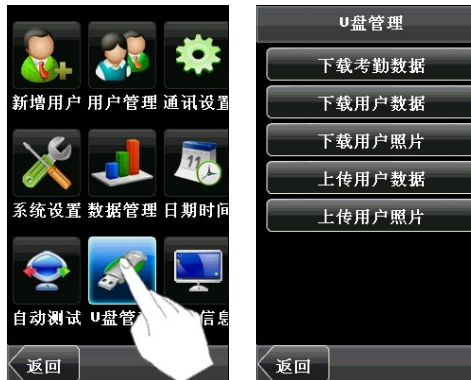 新增用户 用户管理 通讯设置
系统设置 数据管理 日期时间
自动测试 U盘管 信息
返回
U盘管理
下载考勤数据
下载用户数据
下载用户照片
上传用户数据
上传用户照片
返回